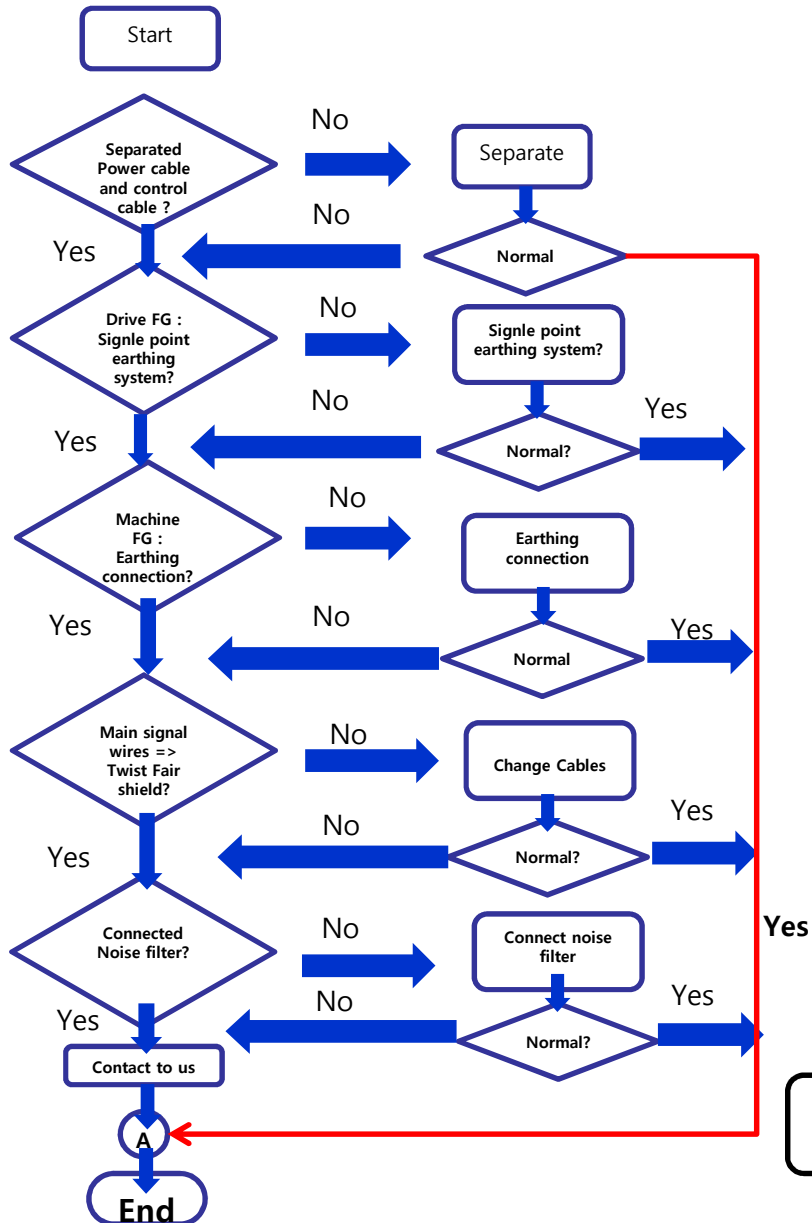 Start
No
Separated
Power cable
and control
cable ?
Separate
No
Yes
Normal
Drive FG :
Signle point
earthing
system?
No
Signle point
earthing system?
No
Yes
Yes
Normal?
No
Machine
FG :
Earthing
connection?
Earthing
connection
Yes
No
Yes
Normal
Main signal
wires =>
Twist Fair
shield?
No
Change Cables
Yes
No
Yes
Normal?
Connected
Noise filter?
No
Connect noise
filter
Yes
No
Yes
Yes
Normal?
Contact to us
A
End